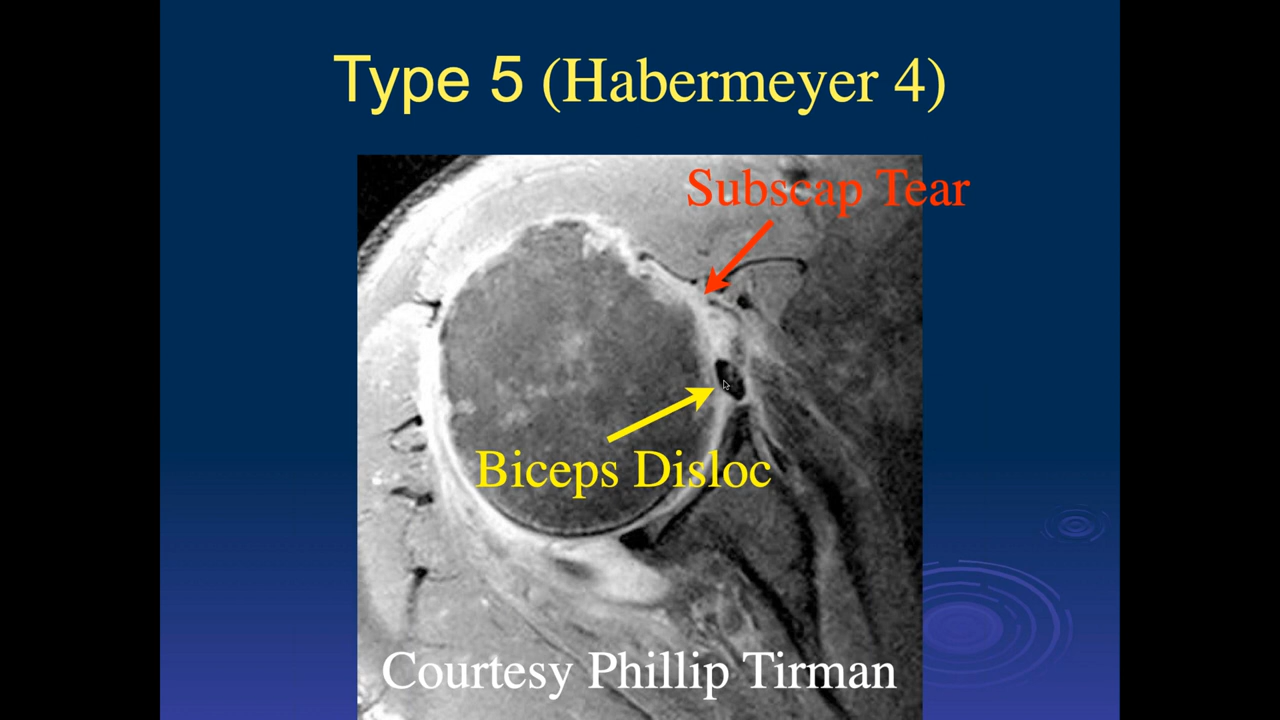 Type 5 (Habermeyer 4)
Subscap Tear
Biceps Disloc
Courtesy Phillip Tirman